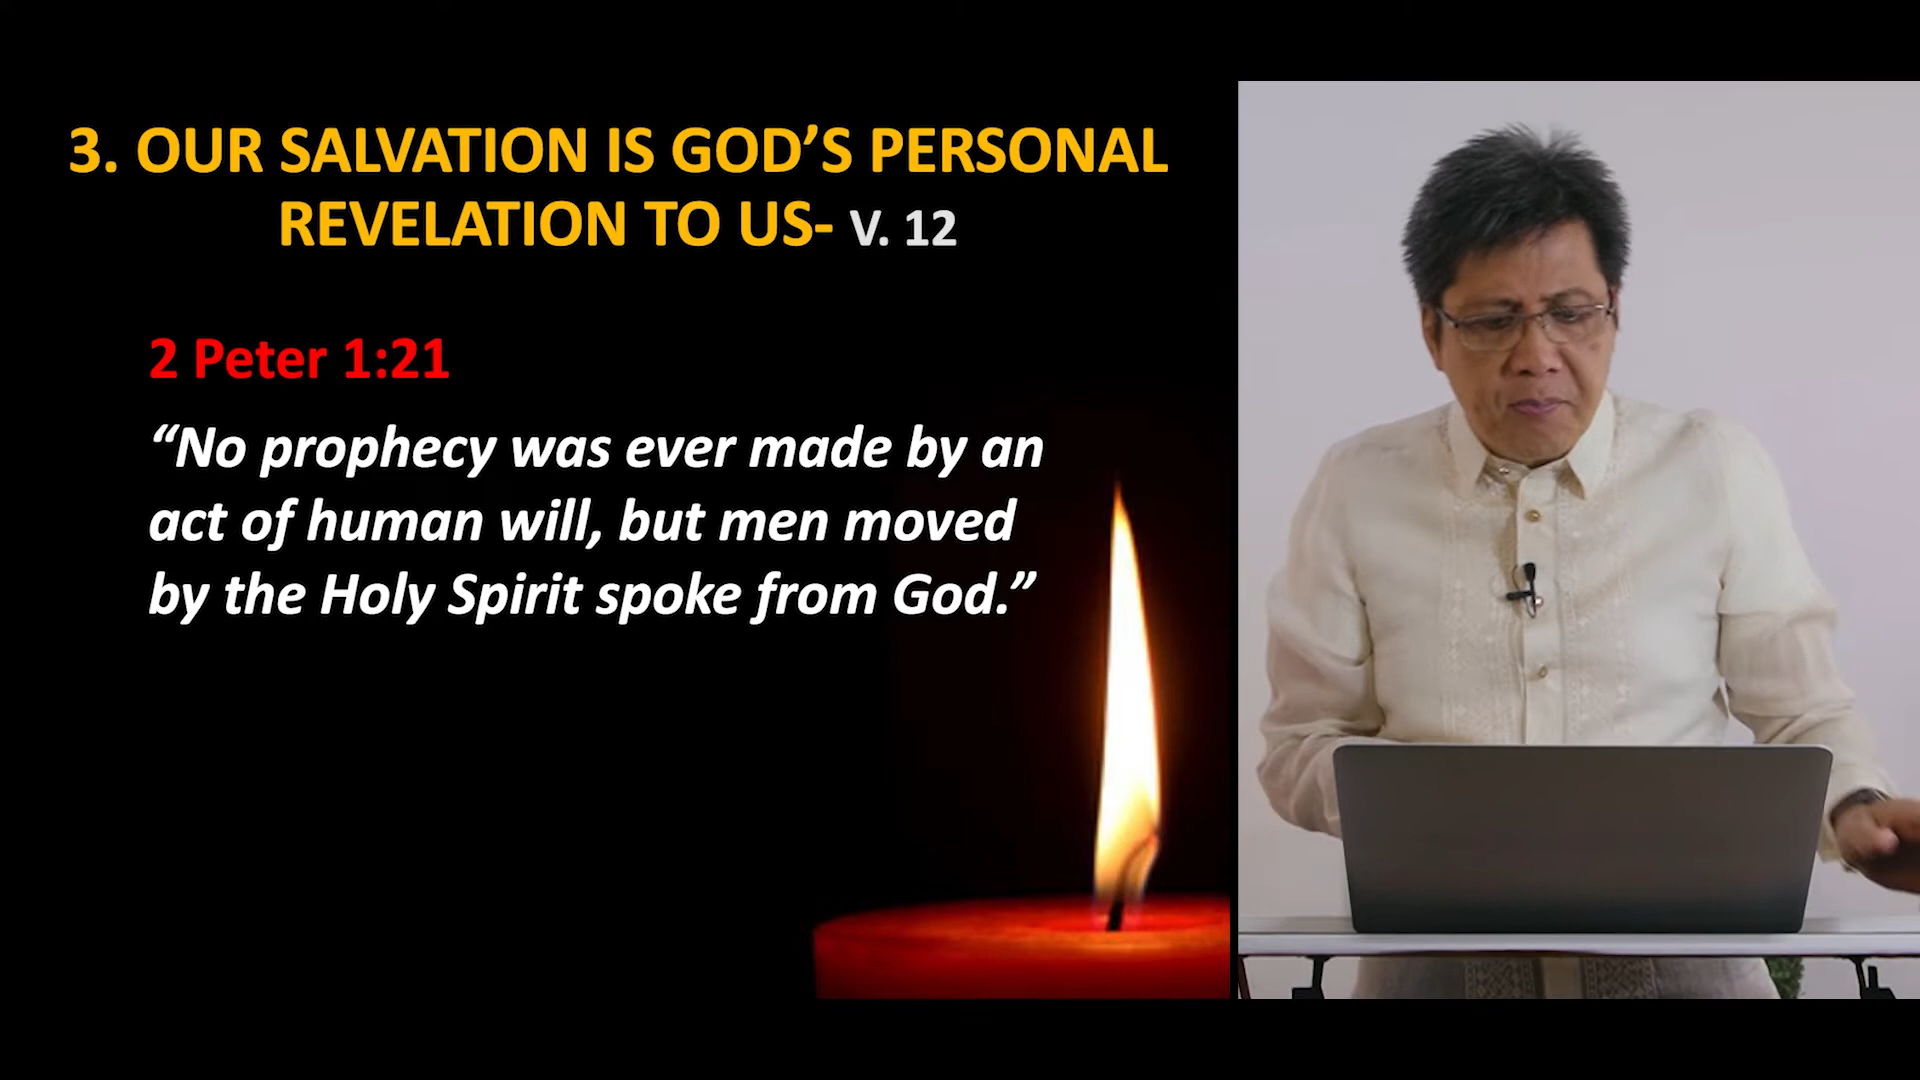 3. OUR SALVATION IS GOD’S PERSONAL
REVELATION TO US- V. 12
2 Peter 1:21
“No prophecy was ever made by an
act of human will, but men moved
by the Holy Spirit spoke from God.”